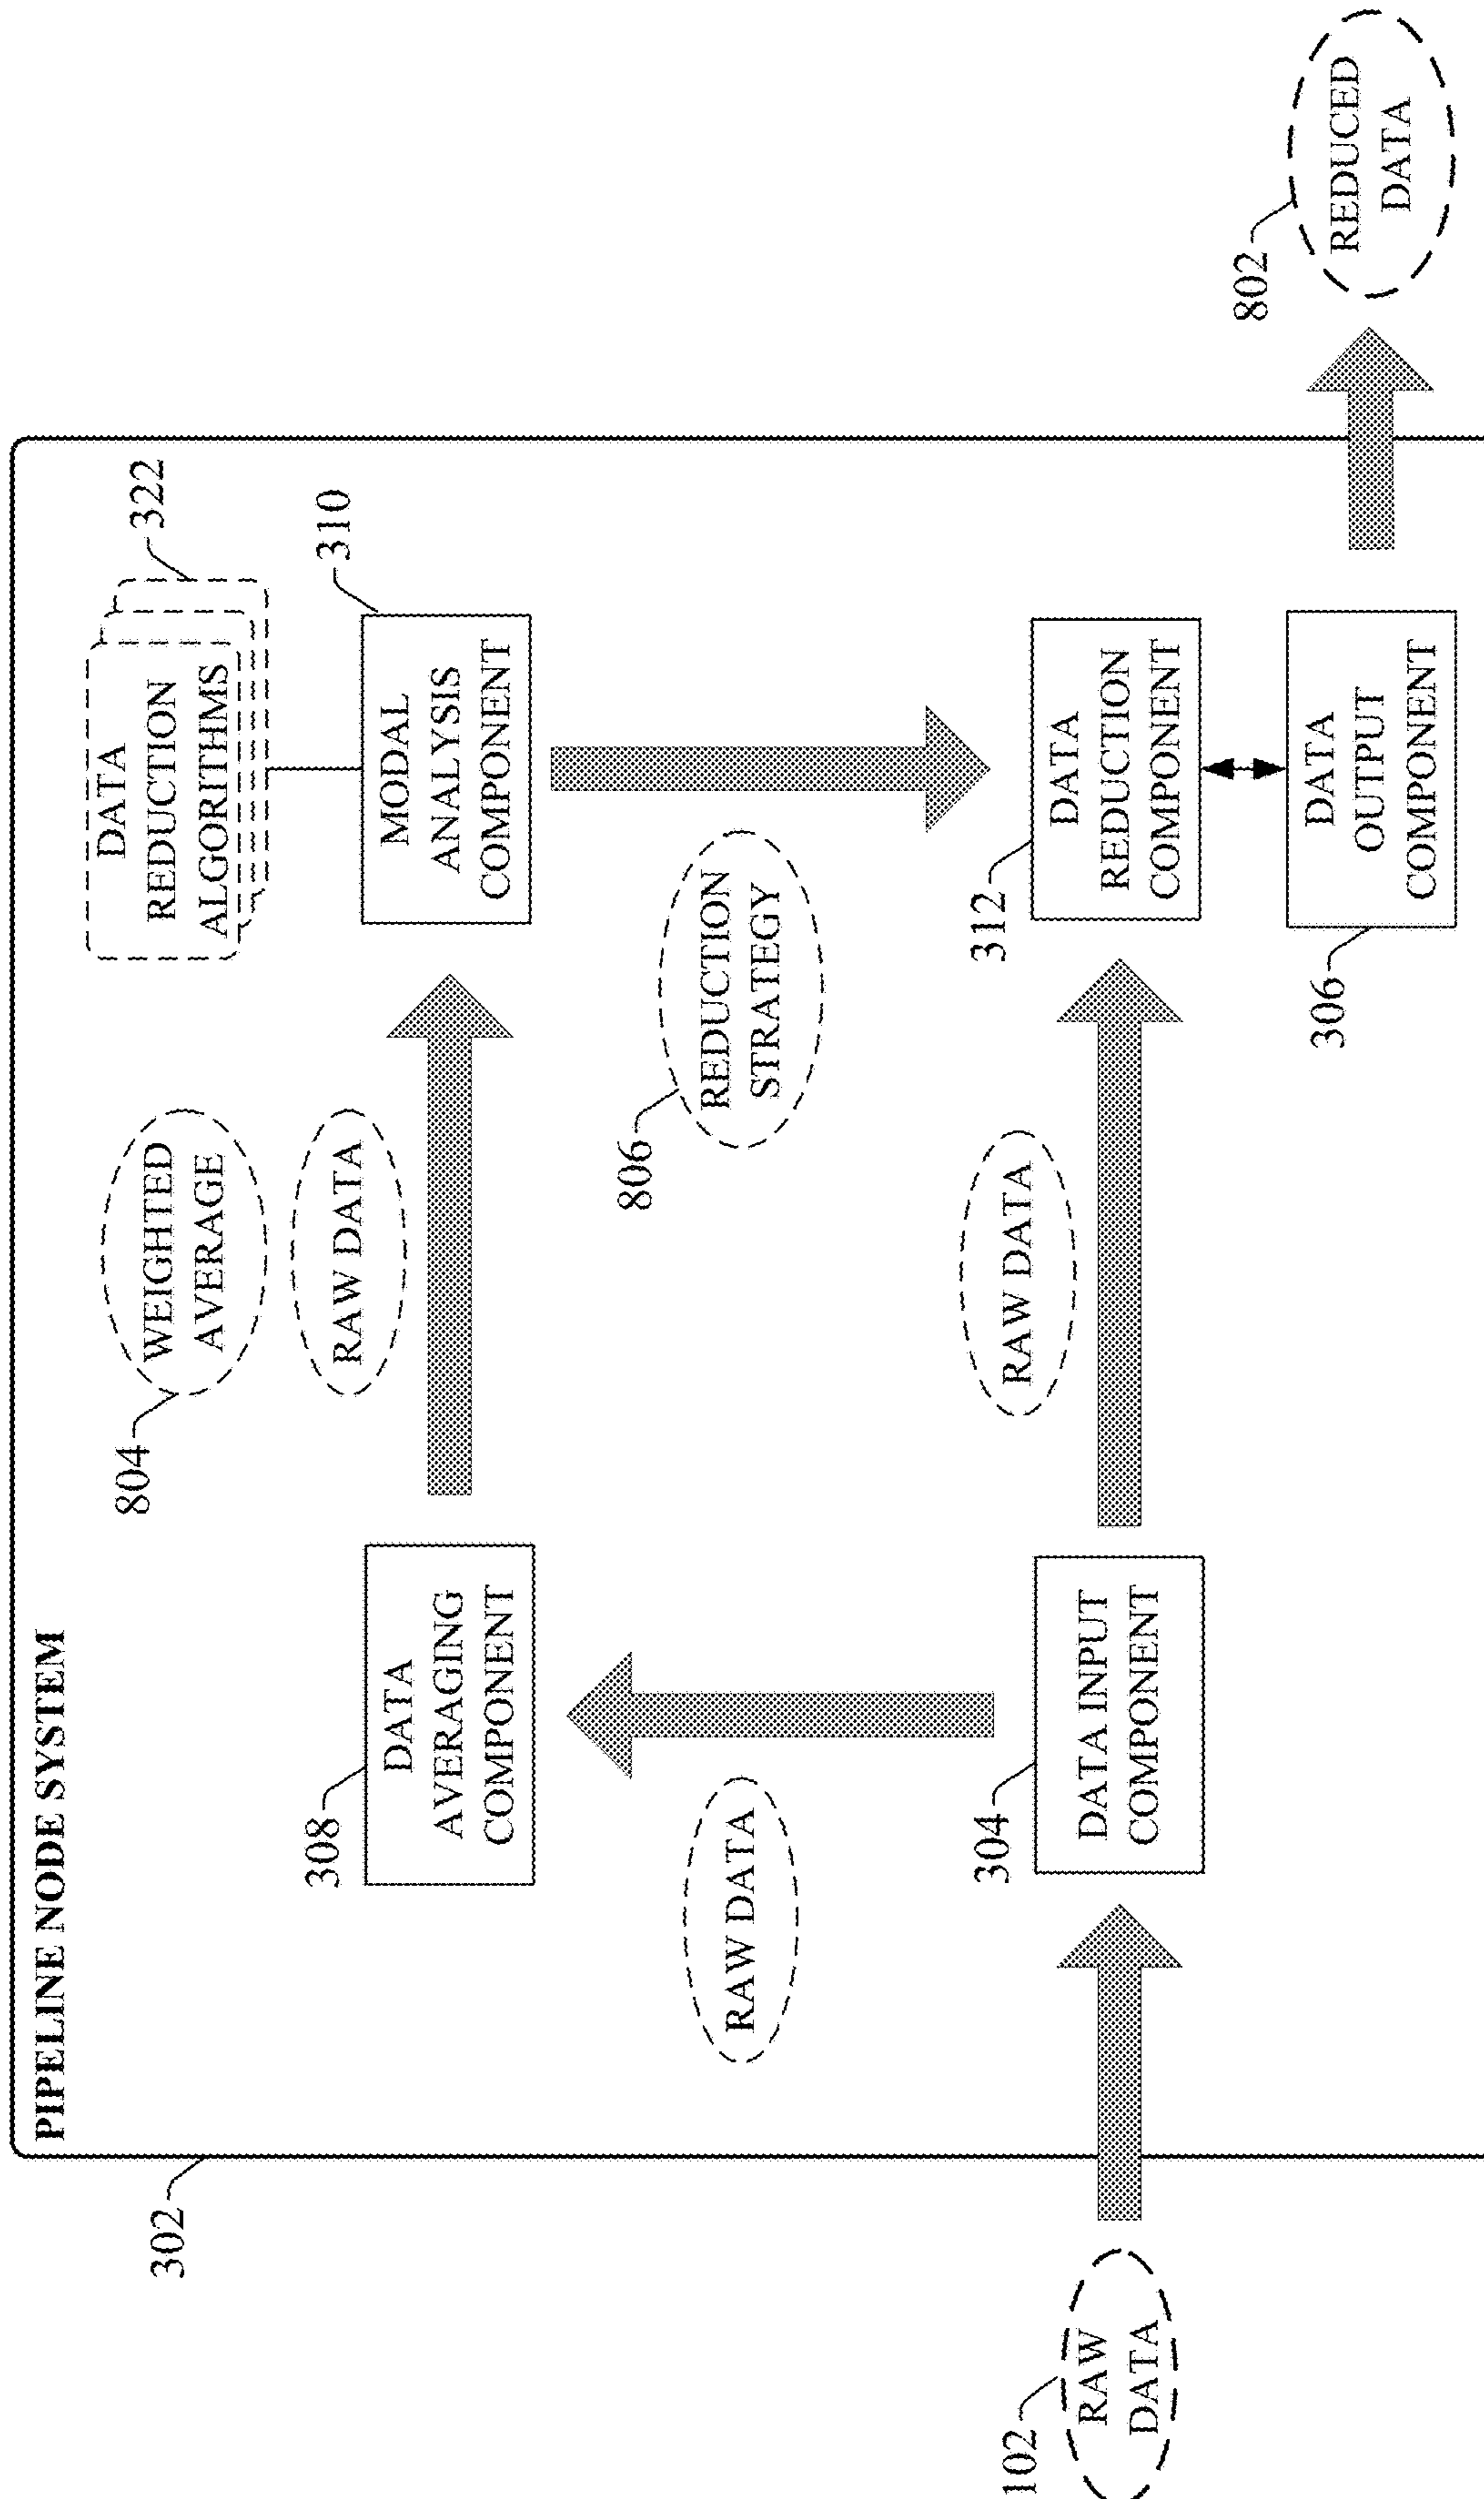 PIPELINE NODE SYSTEM
302
804
WEIGHTED
AVERAGE
RAW DATA
DATA
REDUCTION
ALGORITHMS
322
308
DATA
AVERAGING
COMPONENT
310
MODAL
ANALYSIS
COMPONENT
RAW DATA
806
REDUCTION
STRATEGY
102
RAW
DATA
304
DATA INPUT
COMPONENT
RAW DATA
312
DATA
REDUCTION
COMPONENT
306
DATA
OUTPUT
COMPONENT
802
REDUCED
DATA